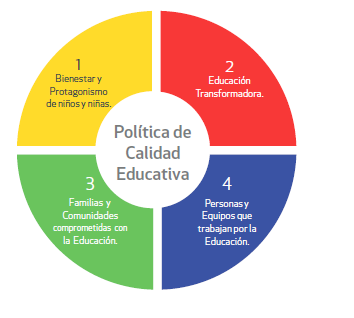 1
Bienestar y
Protagonismo
de niños y niñas.
2
Educación
Transformadora.
Política de
Calidad
Educativa
3
Familias y
Comunidades
comprometidas con
la Educación.
4
Personas y
Equipos que
trabajan por la
Educación.